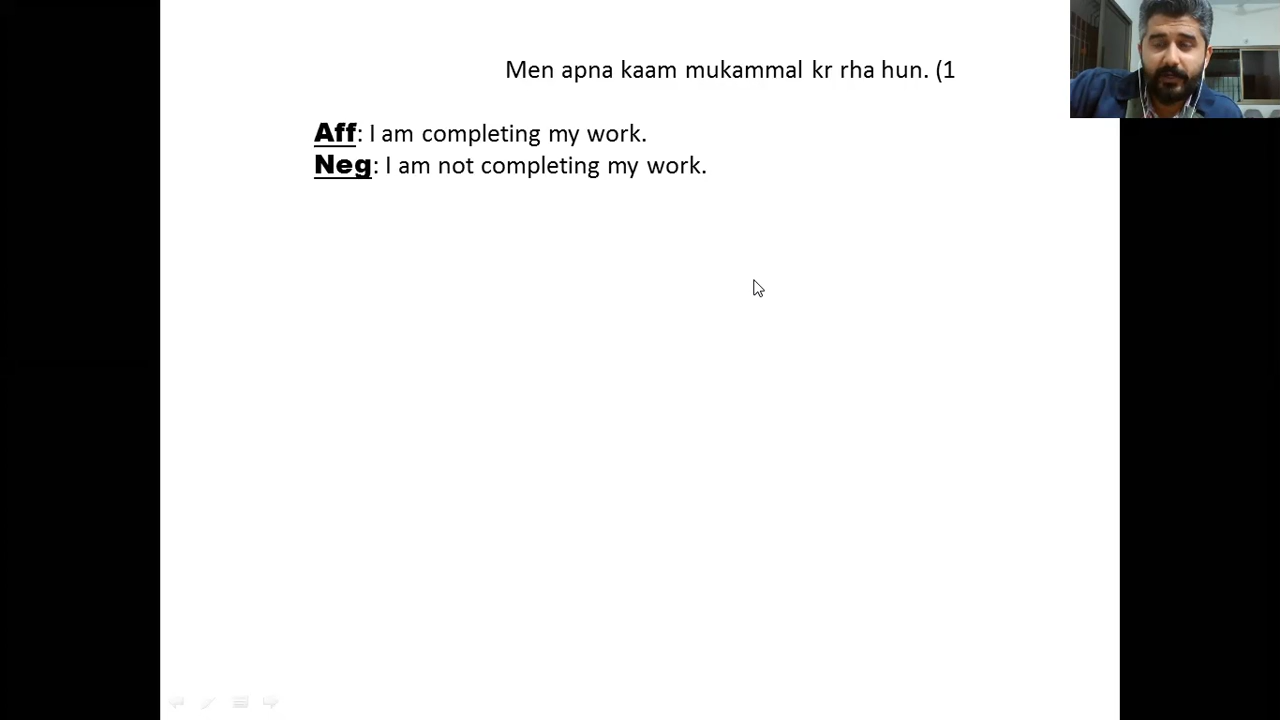 Men apna kaam mukammal kr rha hun. (1
Aff: I am completing my work.
Neg: I am not completing my work.